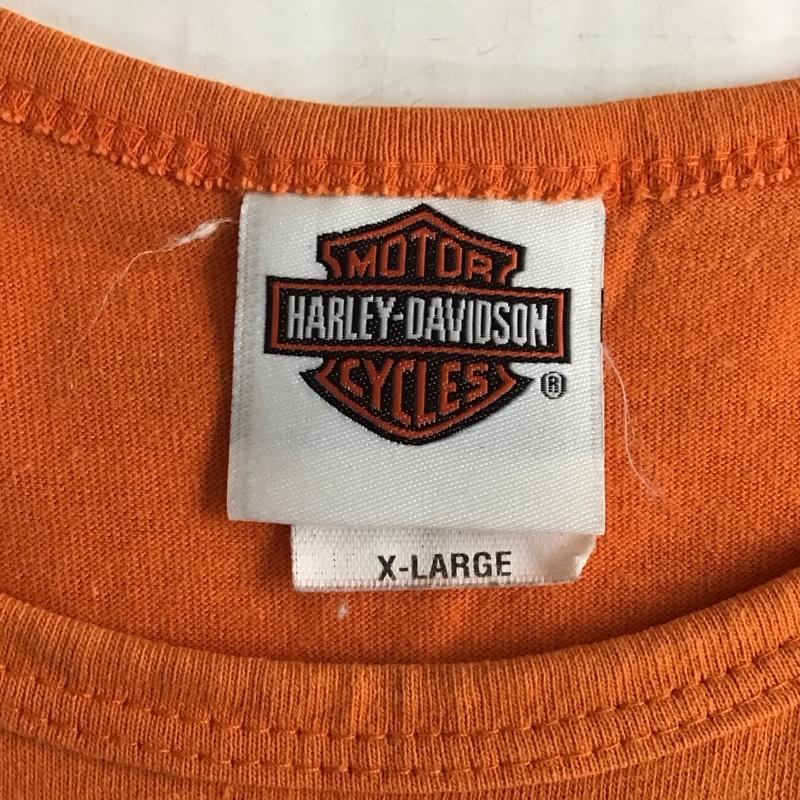 MOTOR
HARLEY-DAVIDSON
CYCLES
®
X-LARGE